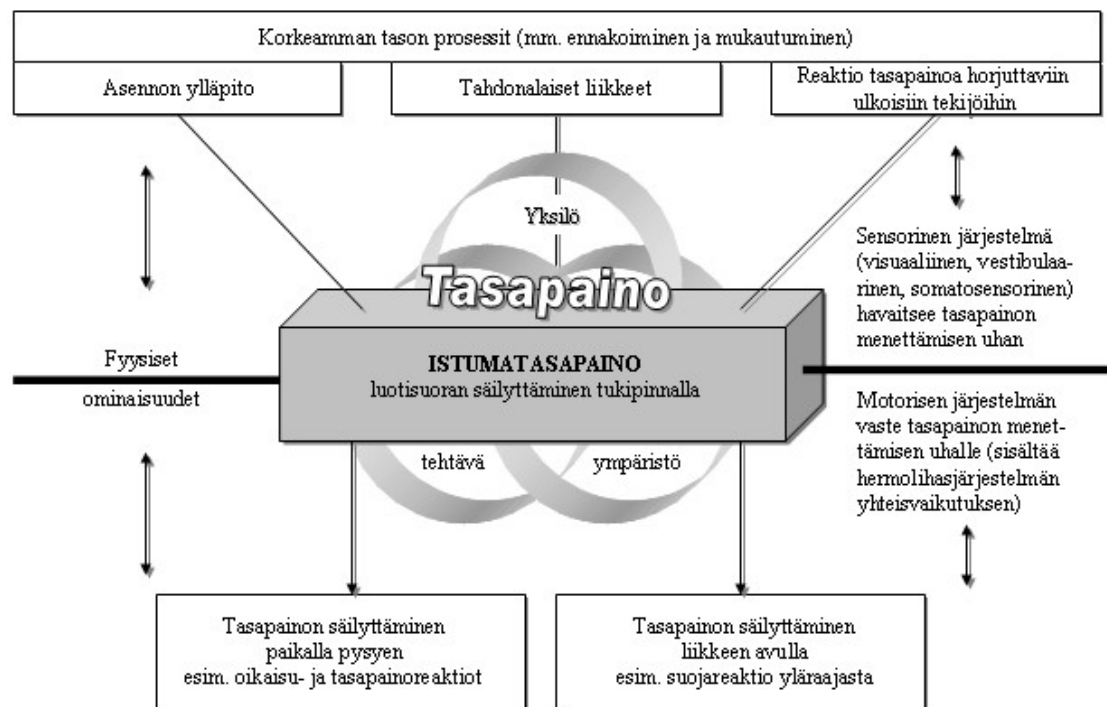 Korkeamman tason prosessit (mm. ennakoiminen ja mukautuminen)
Asennon ylläpito
Tahdonalaiset liikkeet
Reaktio tasapainoa horjuttaviin
ulkoisiin tekijöihin
Yksilö
Tasapaino
ISTUMATASAPAINO
luotisuoran säilyttäminen tukipinnalla
tehtävä
ympäristö
Fyysiset
ominaisuudet
Sensorinen järjestelmä
(visuaaliinen, vestibulaa-
rinen, somatosensorinen)
havaitsee tasapainon
menettämisen uhan
Motorisen järjestelmän
vaste tasapainon menet-
tämisen uhalle (sisältää
hermolihasjärjestelmän
yhteisvaikutuksen)
Tasapainon säilyttäminen
paikalla pysyen
esim. oikaisu- ja tasapainoreaktiot
Tasapainon säilyttäminen
liikkeen avulla
esim. suojareaktio yläraajasta